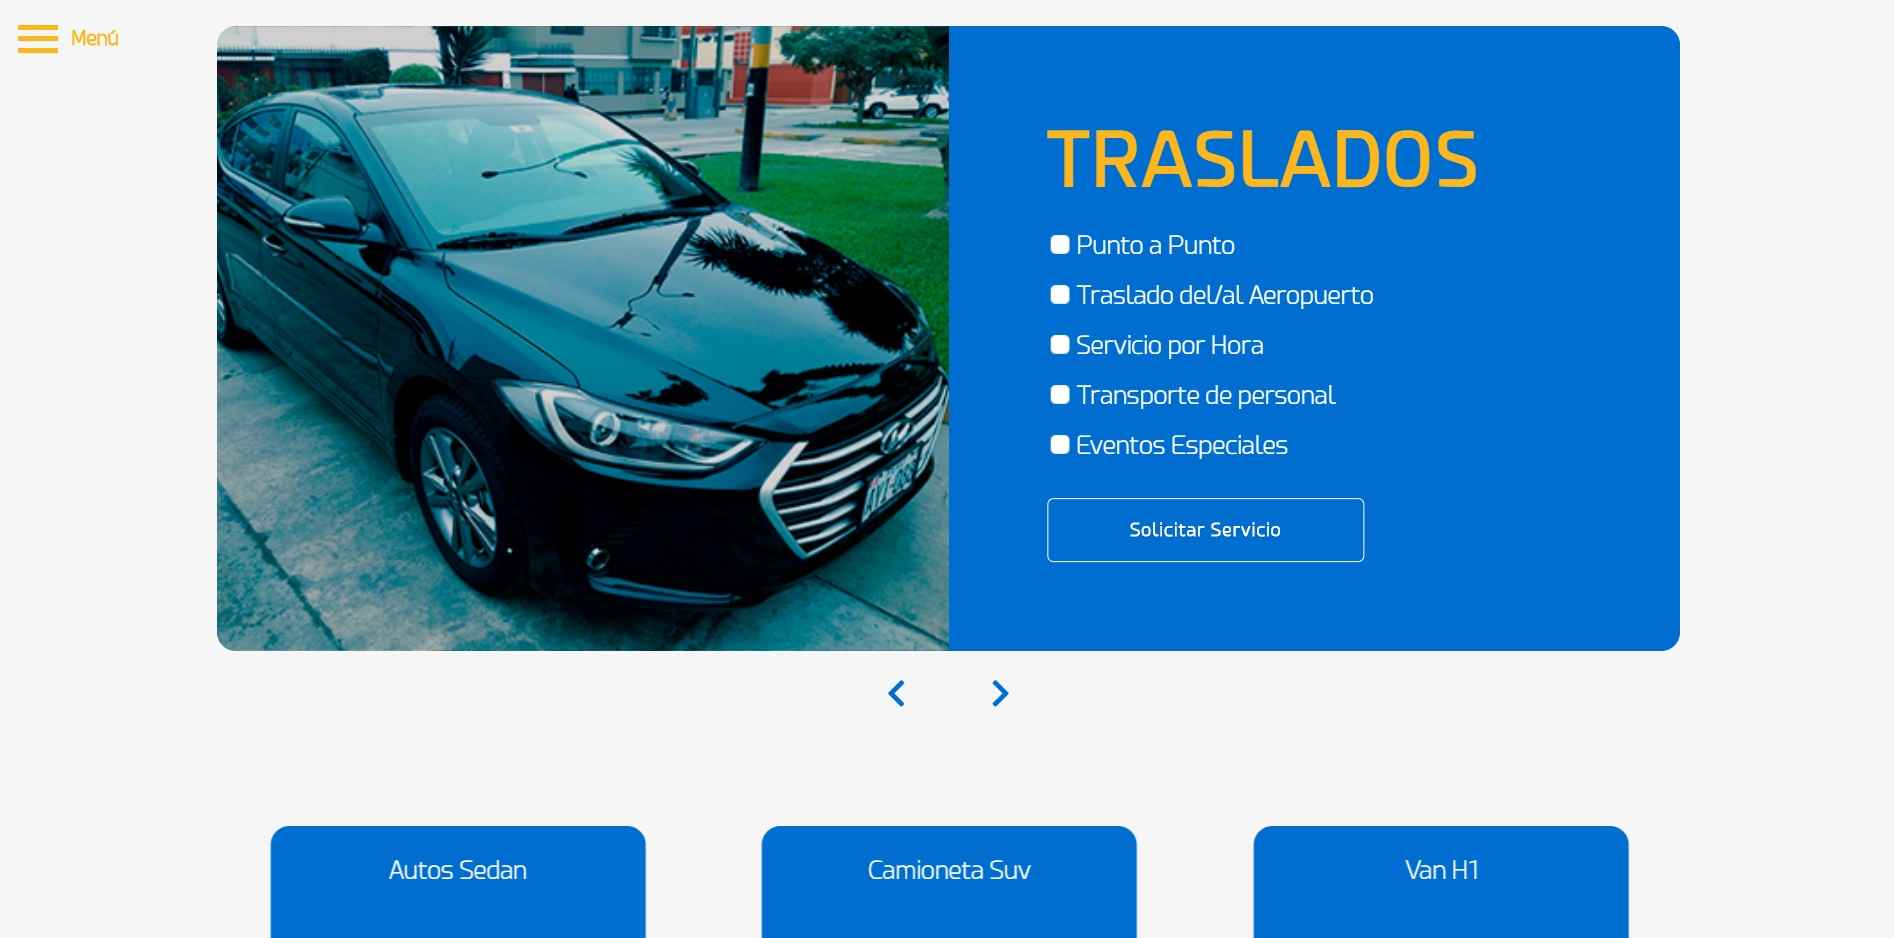 Menú
TRASLADOS
Punto a Punto
Traslado del/al Aeropuerto
Servicio por Hora
Transporte de personal
Eventos Especiales
Solicitar Servicio
Autos Sedan
Camioneta Suv
Van H1